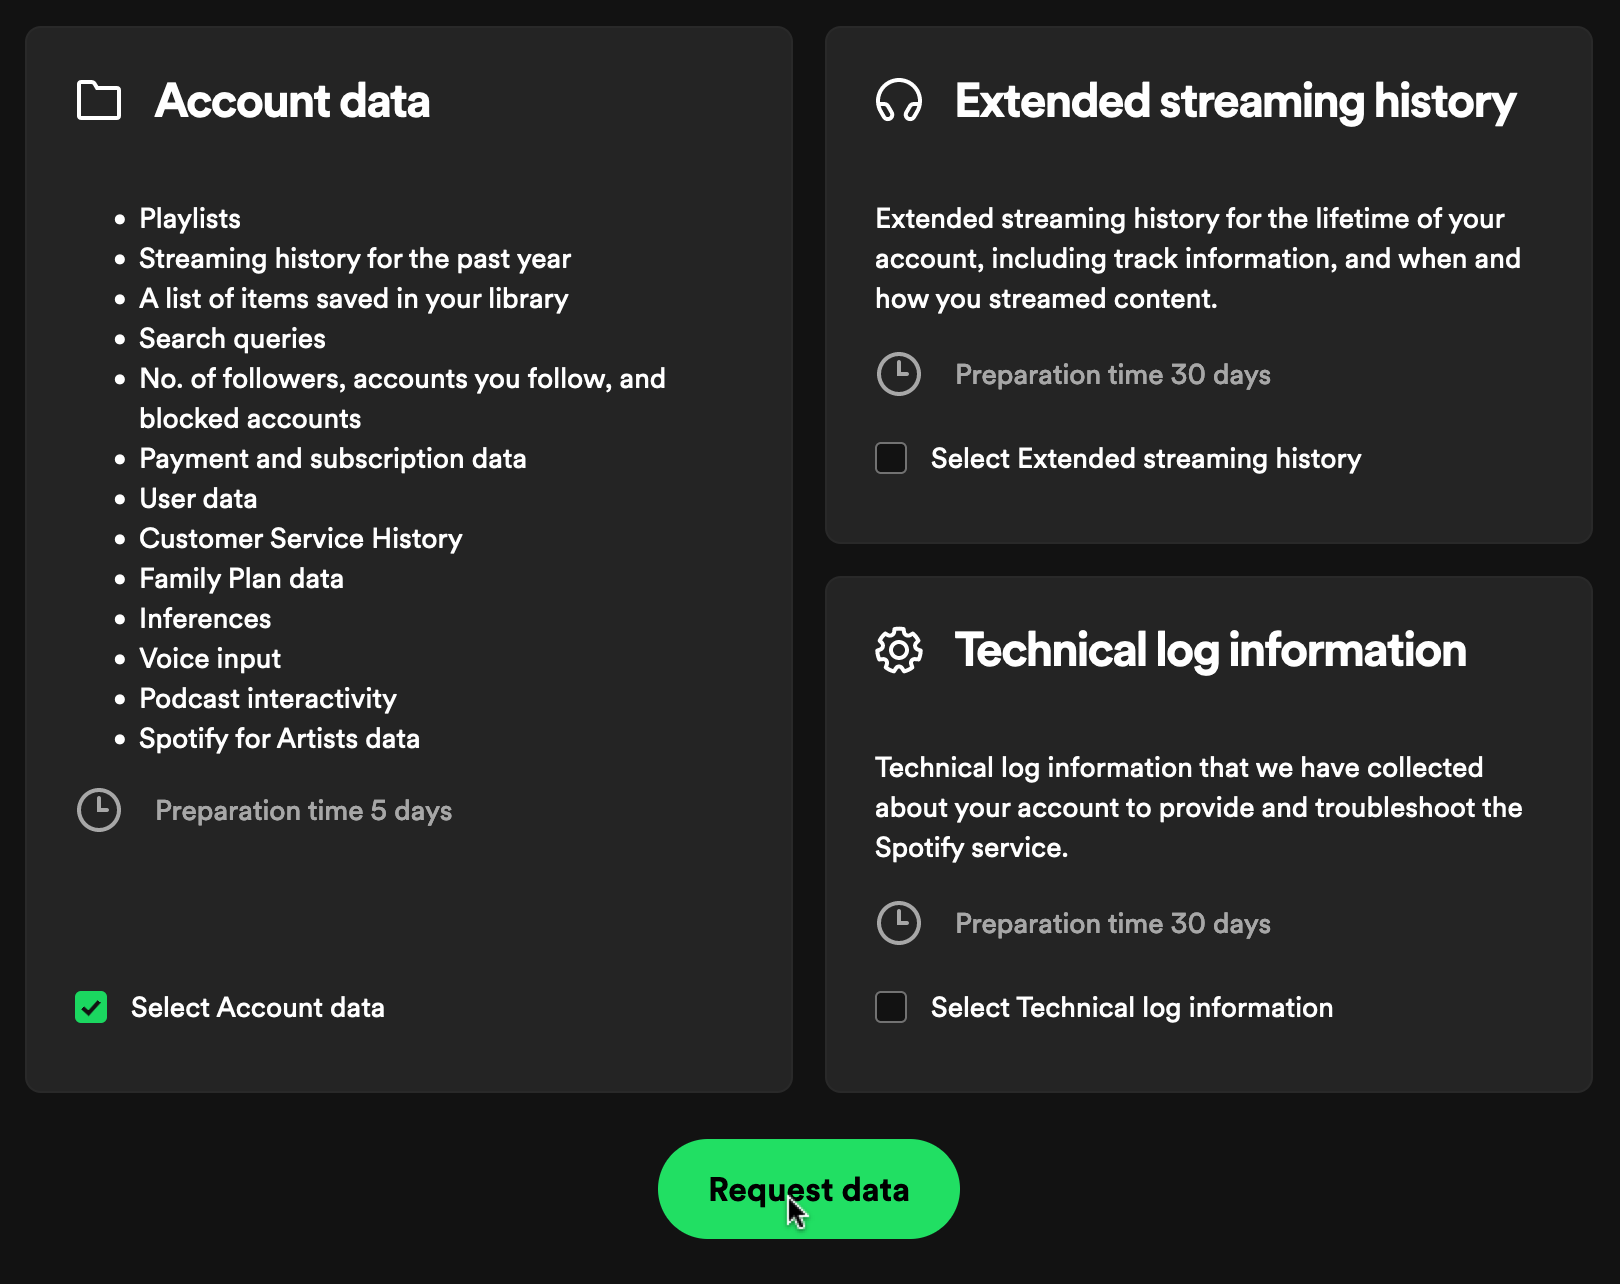 Account data
• Playlists
• Streaming history for the past year
• A list of items saved in your library
• Search queries
• No. of followers, accounts you follow, and
blocked accounts
• Payment and subscription data
• User data
• Customer Service History
• Family Plan data
• Inferences
• Voice input
• Podcast interactivity
• Spotify for Artists data
Preparation time 5 days
Select Account data
Extended streaming history
Extended streaming history for the lifetime of your
account, including track information, and when and
how you streamed content.
Preparation time 30 days
Select Extended streaming history
Technical log information
Technical log information that we have collected
about your account to provide and troubleshoot the
Spotify service.
Preparation time 30 days
Select Technical log information
Request data